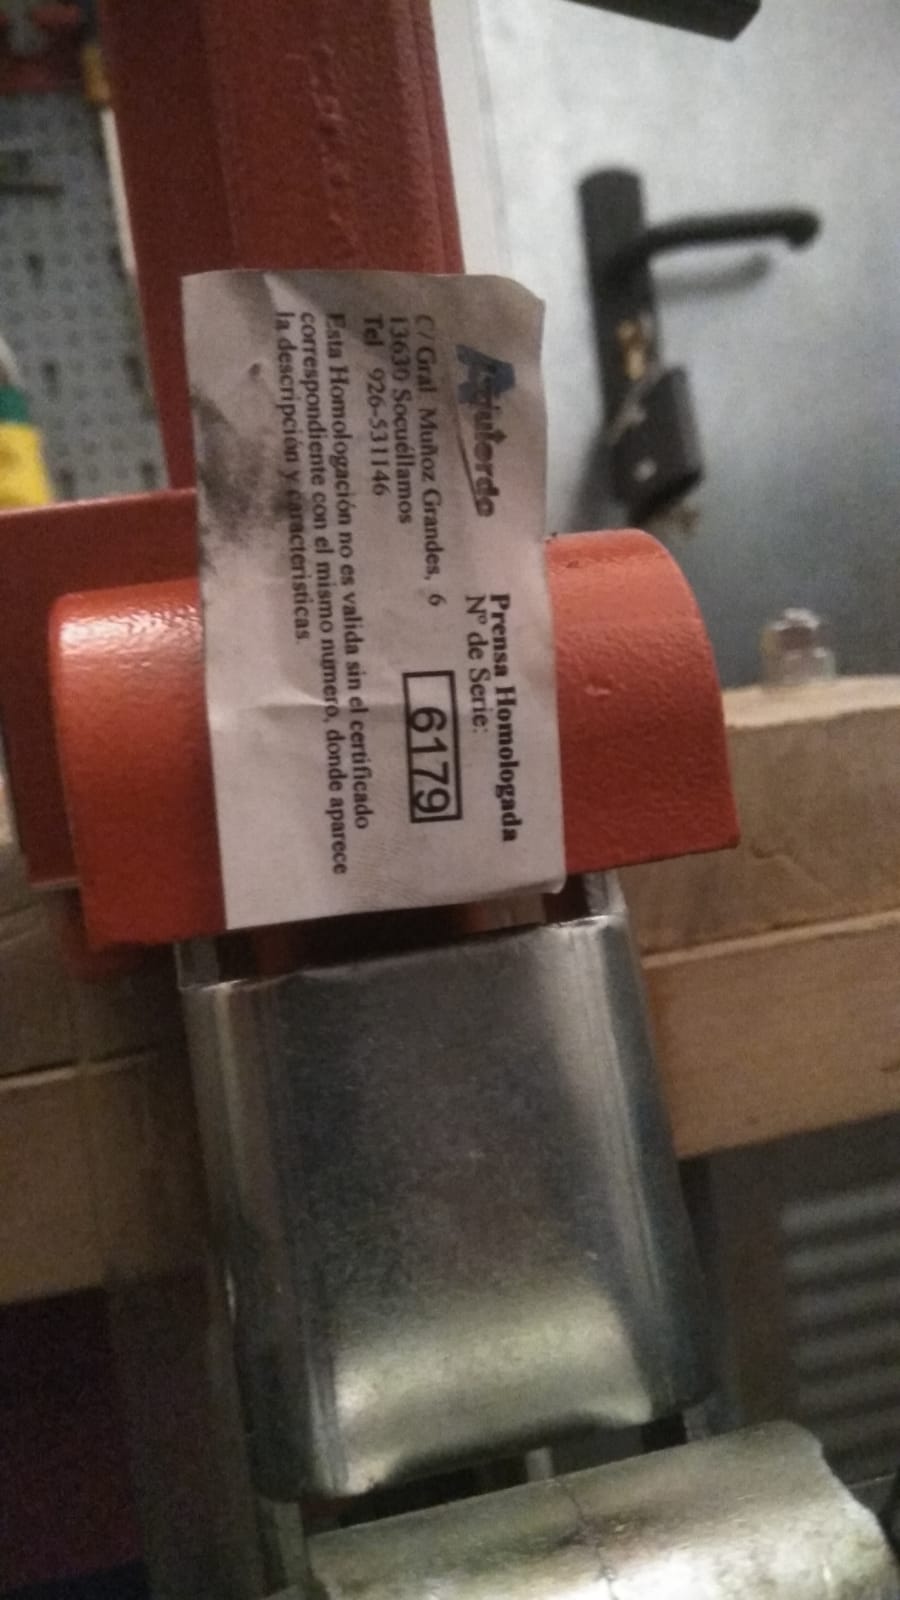 Prensa Homologada
Nº de Serie:
6179
C/ Gral Muñoz Grandes, 6
13630 Socuéllamos
Tel 926-531146
Esta Homologación no es valida sin el certificado
correspondiente con el mismo numero, donde aparece
la descripción y caracteristicas.